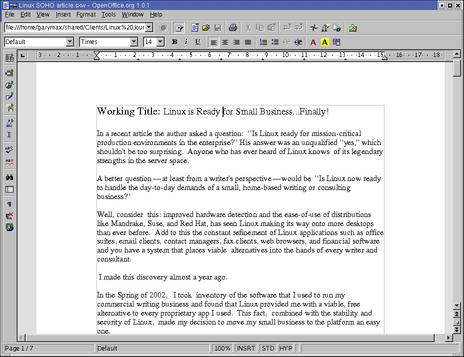 Linux SOHO article.sxw - OpenOffice.org 1.0.1
File Edit View Insert Format Tools Window Help
file:///home/garymax/shared/Clients/Linux%20Jour
Default Times 14 B i U A A
Working Title: Linux is Ready for Small Business...Finally!
In a recent article the author asked a question: "Is Linux ready for mission-critical
production environments in the enterprise?" His answer was an unqualified "yes," which
shouldn't be too surprising. Anyone who has ever heard of Linux knows of its legendary
strengths in the server space.
A better question—at least from a writer's perspective—would be "Is Linux now ready
to handle the day-to-day demands of a small, home-based writing or consulting
business?"
Well, consider this: improved hardware detection and the ease-of-use of distributions
like Mandrake, Suse, and Red Hat, has seen Linux making its way onto more desktops
than ever before. Add to this the constant refinement of Linux applications such as office
suites, email clients, contact managers, fax clients, web browsers, and financial software
and you have a system that places viable alternatives into the hands of every writer and
consultant.
I made this discovery almost a year ago.
In the Spring of 2002, I took inventory of the software that I used to run my
commercial writing business and found that Linux provided me with a viable, free
alternative to every proprietary app I used. This fact, combined with the stability and
security of Linux, made my decision to move my small business to the platform an easy
one.
Page 1 / 7 Default 100% INSRT STD HYP